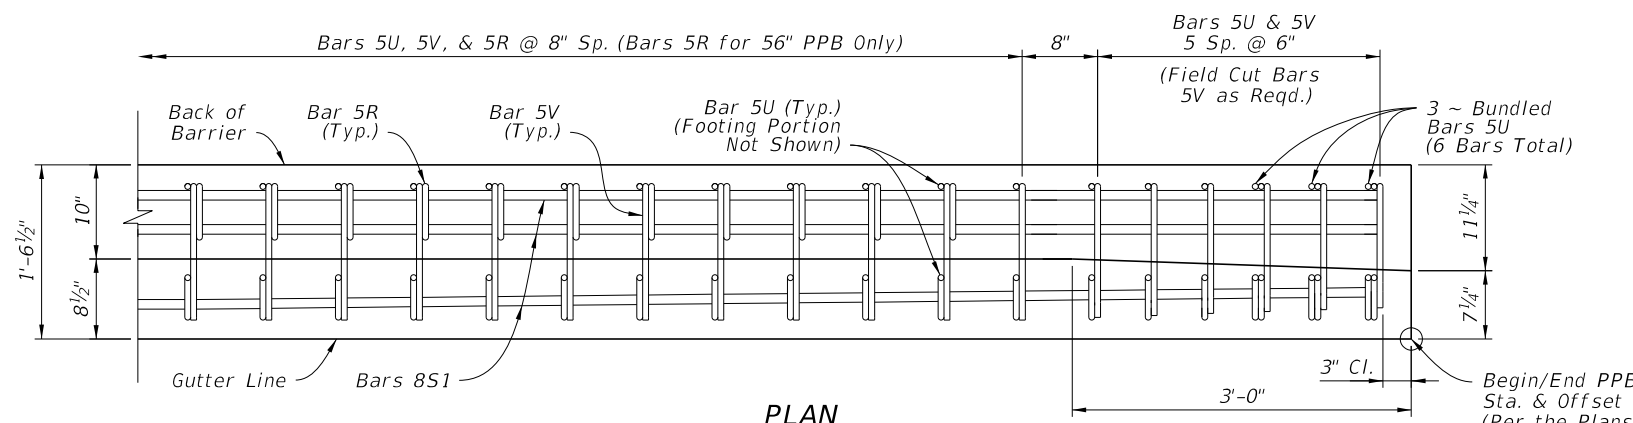 Bars 5U & 5V
Bars 5U, 5V, & 5R @ 8" Sp. (Bars 5R for 56" PPB Only)
8"
5 Sp. @ 6"
(Field Cut Bars
5V as Reqd.)
Back of
Barrier
Bar 5R
(Typ.)
Bar 5V
(Typ.)
Bar 5U (Typ.)
(Footing Portion
Not Shown)
3 ~ Bundled
Bars 5U
(6 Bars Total)
1'-6½"
10"
8½"
11¼"
7¼"
Gutter Line
Bars 8S1
3" Cl.
3'-0"
Begin/End PPB
Sta. & Offset
(Per the Plans
PLAN